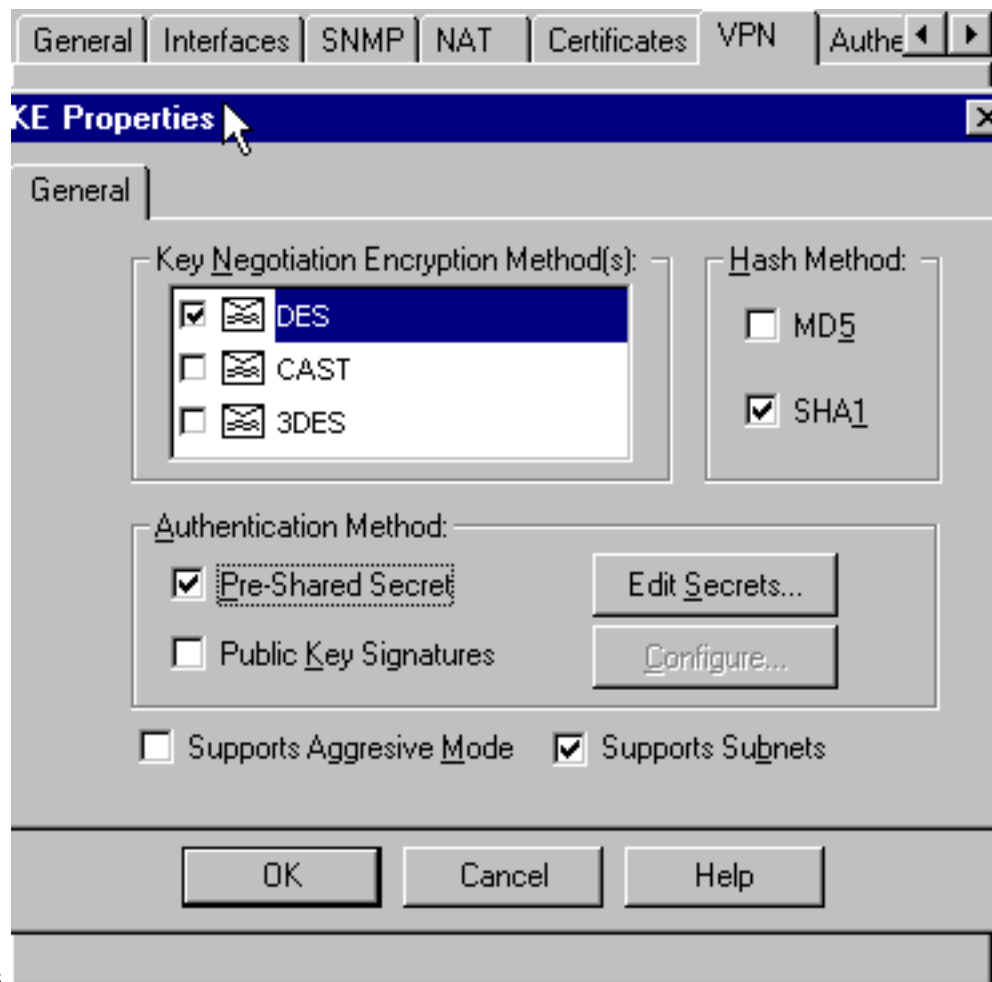 General Interfaces SNMP NAT Certificates VPN Authe
KE Properties
General
Key Negotiation Encryption Method(s):
DES
CAST
3DES
Hash Method:
MD5
SHA1
Authentication Method:
Pre-Shared Secret
Edit Secrets...
Public Key Signatures
Configure...
Supports Aggresive Mode
Supports Subnets
OK Cancel Help